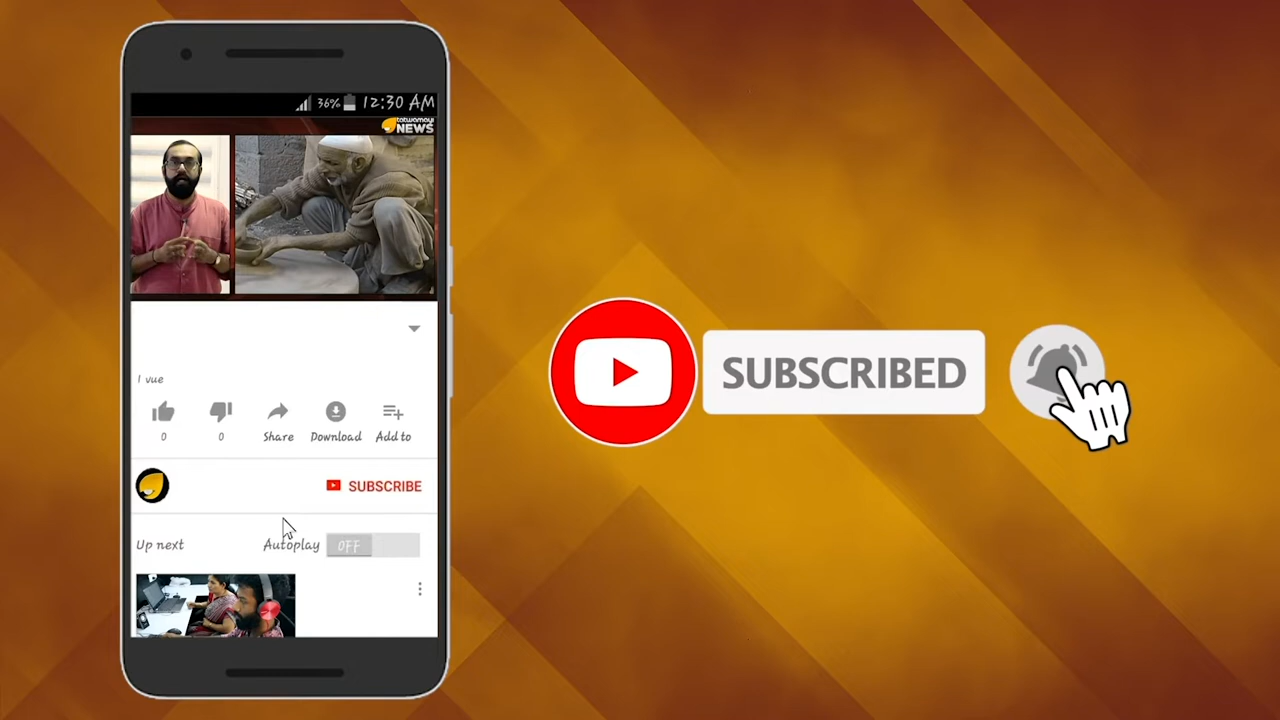 36% 12:30 AM
tatwamayi
NEWS
1 vue
0 0 Share Download Add to
SUBSCRIBE
Up next Autoplay OFF
SUBSCRIBED